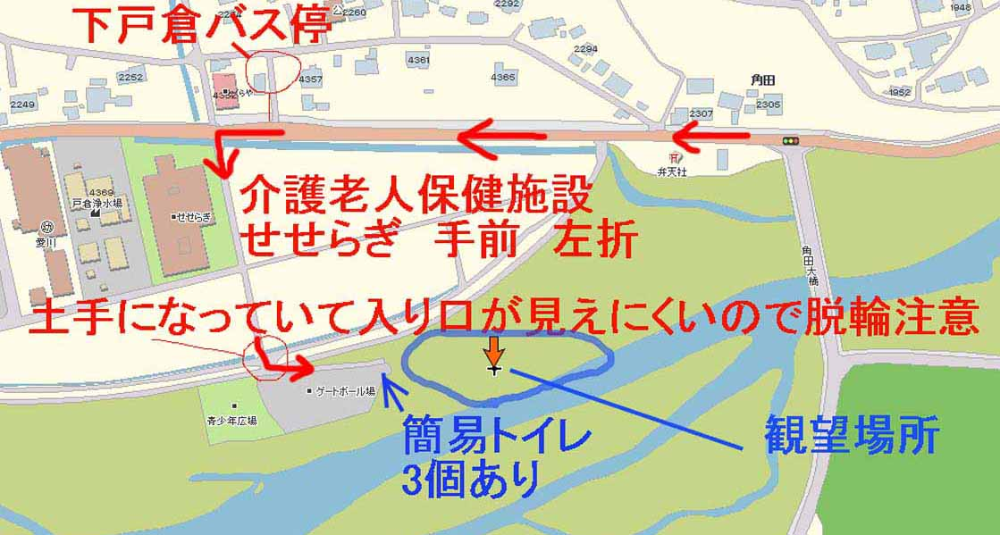 下戸倉バス停
2260
2292
1948
2294
4361
4365
2252
4357
2249
角田
1952
2307
2305
弁天社
4369
戸倉浄水場
せせらぎ
愛川
介護老人保健施設
せせらぎ 手前 左折
角田大橋
土手になっていて入り口が見えにくいので脱輪注意
ゲートボール場
青少年広場
簡易トイレ
3個あり
観望場所